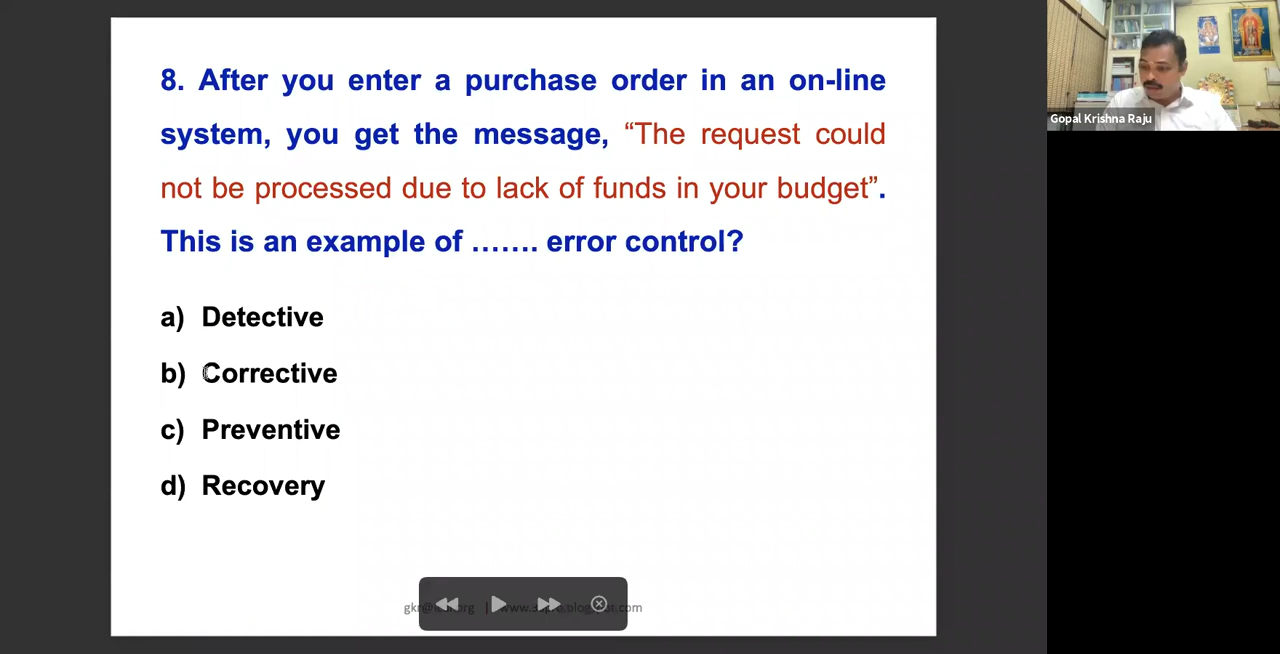 8. After you enter a purchase order in an on-line
system, you get the message, “The request could
not be processed due to lack of funds in your budget”.
This is an example of ……. error control?
a) Detective
b) Corrective
c) Preventive
d) Recovery
Gopal Krishna Raju